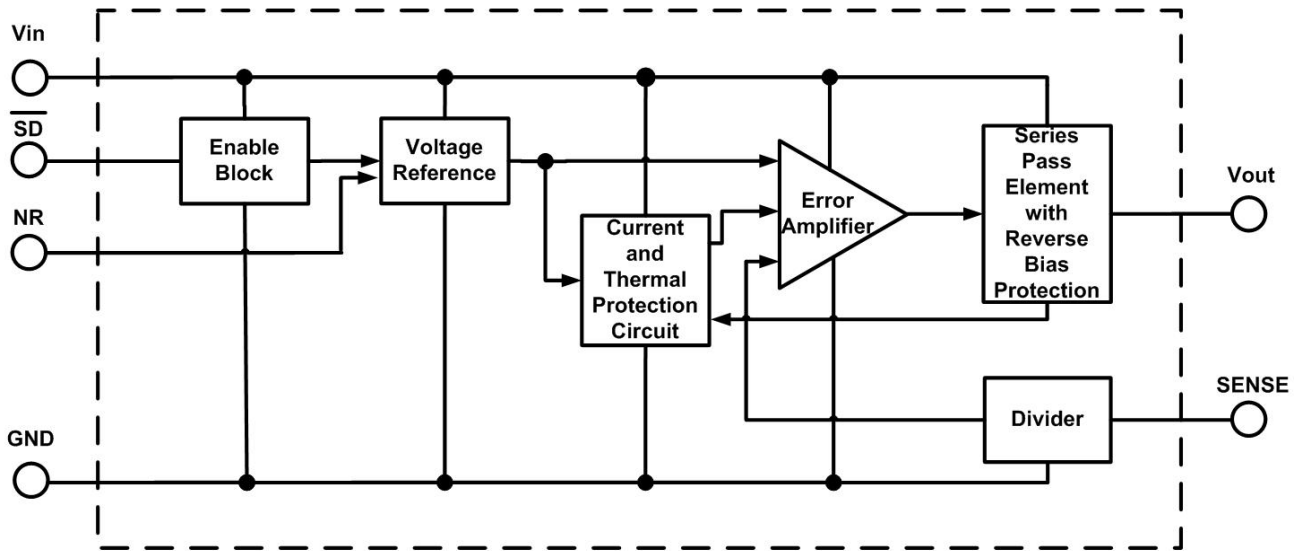 Vin
S̅D̅
NR
GND
Enable
Block
Voltage
Reference
Current
and
Thermal
Protection
Circuit
Error
Amplifier
Series
Pass
Element
with
Reverse
Bias
Protection
Divider
Vout
SENSE